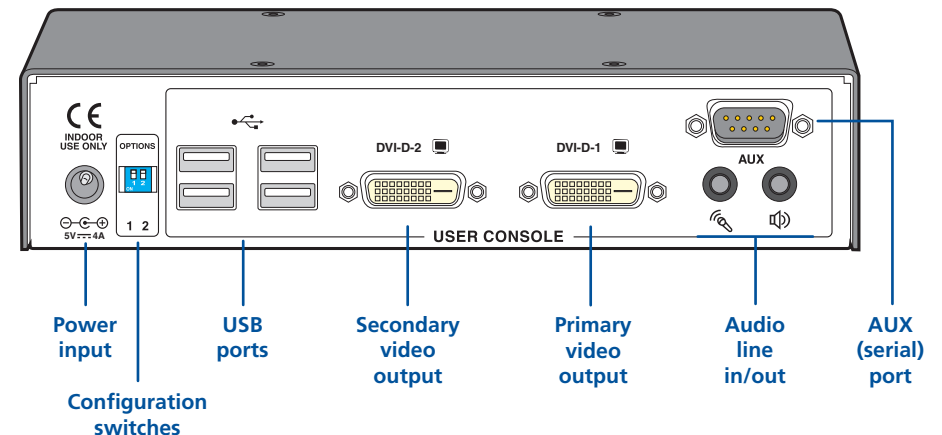 CE
INDOOR
USE ONLY
OPTIONS
1 2
ON
1 2
5V 4A
DVI-D-2
DVI-D-1
AUX
USER CONSOLE
Power
input
Configuration
switches
USB
ports
Secondary
video
output
Primary
video
output
Audio
line
in/out
AUX
(serial)
port